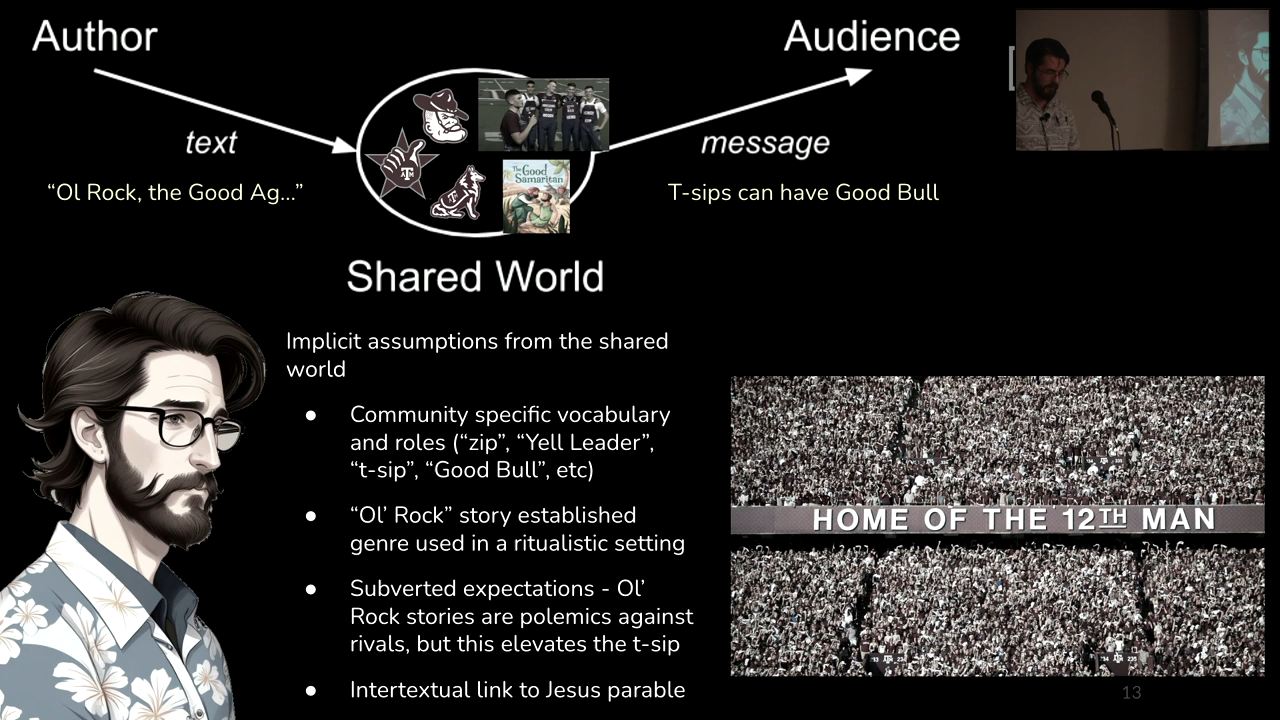 Author
Audience
text
message
“Ol Rock, the Good Ag...”
The Good
Samaritan
T-sips can have Good Bull
Shared World
Implicit assumptions from the shared
world
● Community specific vocabulary
and roles (“zip”, “Yell Leader”,
“t-sip”, “Good Bull”, etc)
● “Ol’ Rock” story established
genre used in a ritualistic setting
● Subverted expectations - Ol’
Rock stories are polemics against
rivals, but this elevates the t-sip
● Intertextual link to Jesus parable
HOME OF THE 12TH MAN
13